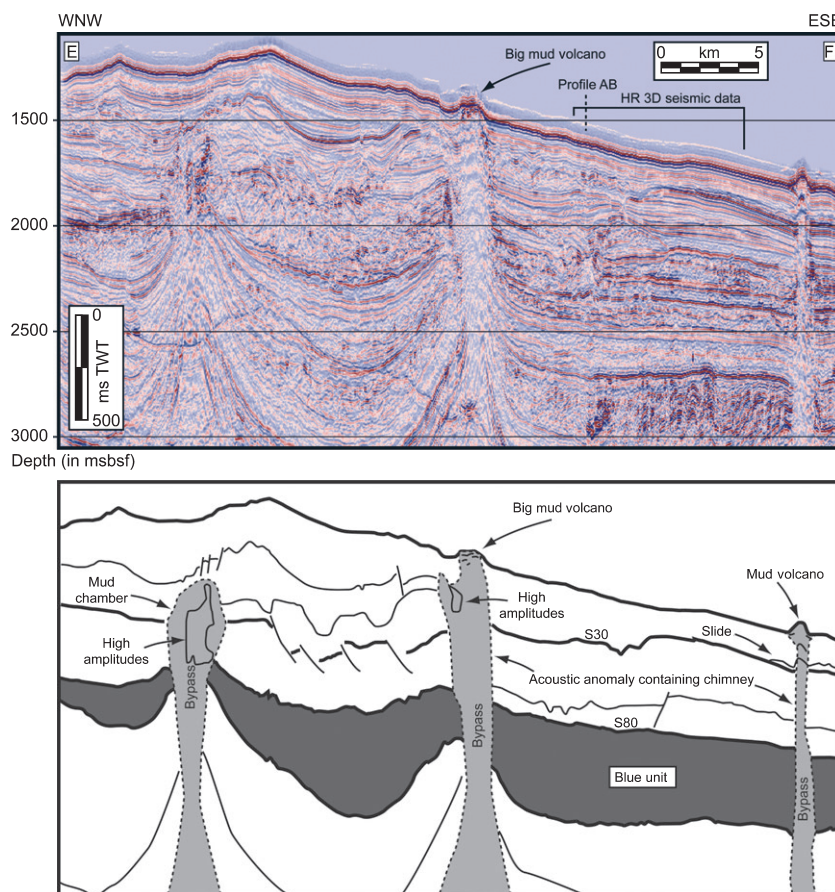 WNW
ESE
E
F
Big mud volcano
0 km 5
Profile AB
HR 3D seismic data
1500
2000
2500
3000
0
ms TWT
500
Depth (in msbsf)
Big mud volcano
Mud
chamber
High
amplitudes
High
amplitudes
Mud volcano
S30
Slide
Acoustic anomaly containing chimney
S80
Bypass
Bypass
Blue unit
Bypass